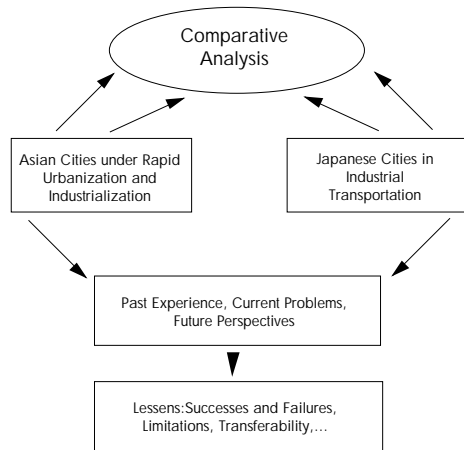 Comparative
Analysis
Asian Cities under Rapid
Urbanization and
Industrialization
Japanese Cities in
Industrial
Transportation
Past Experience, Current Problems,
Future Perspectives
Lessens:Successes and Failures,
Limitations, Transferability,...